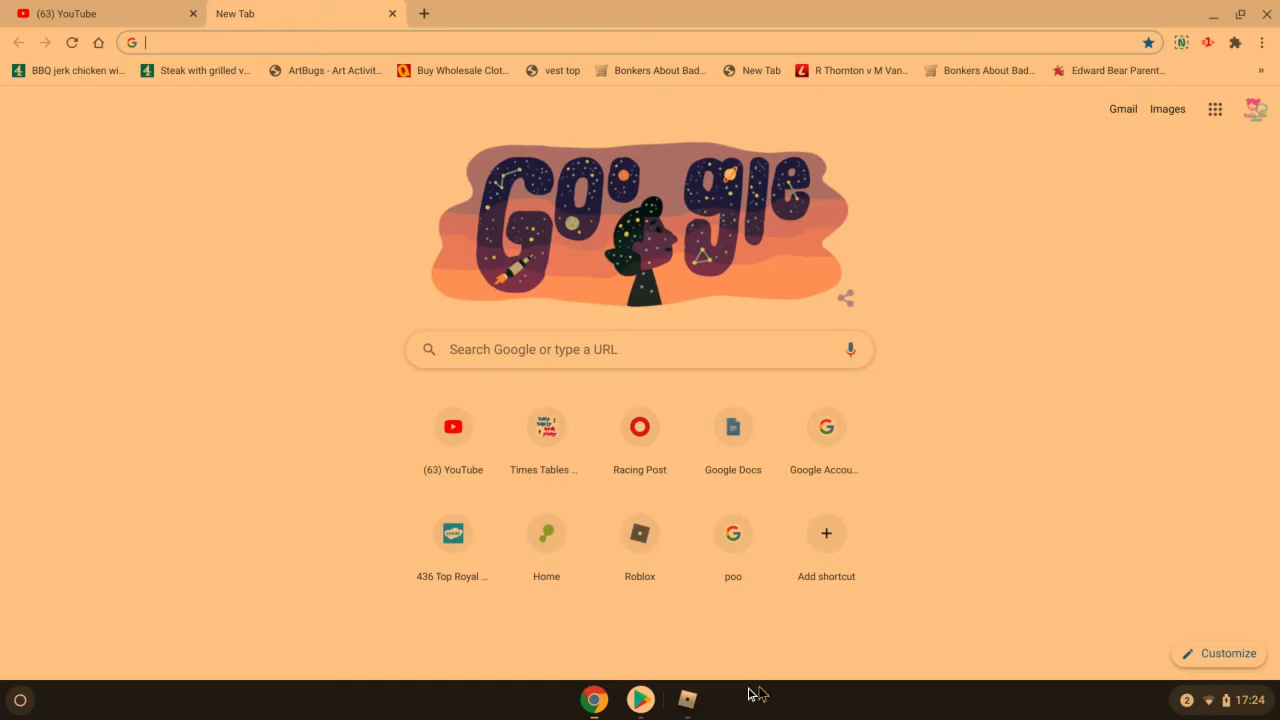 (63) YouTube
New Tab
BBQ jerk chicken wi...
Steak with grilled v...
ArtBugs - Art Activit...
Buy Wholesale Clot...
vest top
Bonkers About Bad...
New Tab
R Thornton v M Van...
Bonkers About Bad...
Edward Bear Parent...
»
Gmail
Images
Google
Search Google or type a URL
(63) YouTube
Times Tables ...
Racing Post
Google Docs
Google Accou...
436 Top Royal ...
Home
Roblox
poo
Add shortcut
Customize
2
17:24